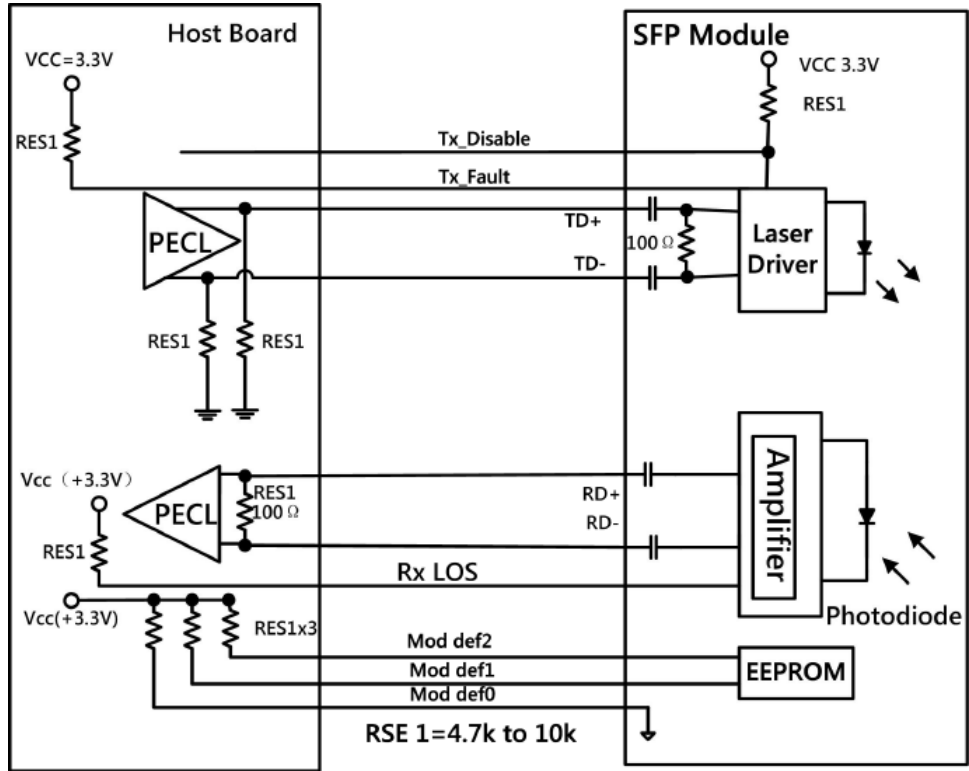 Host Board
SFP Module
VCC=3.3V
VCC 3.3V
RES1
RES1
Tx_Disable
Tx_Fault
PECL
TD+
100Ω
TD-
Laser
Driver
RES1
RES1
Vcc（+3.3V）
PECL
RES1
100Ω
RD+
RD-
Amplifier
RES1
Rx LOS
Vcc(+3.3V)
RES1x3
Photodiode
Mod def2
Mod def1
Mod def0
EEPROM
RSE 1=4.7k to 10k